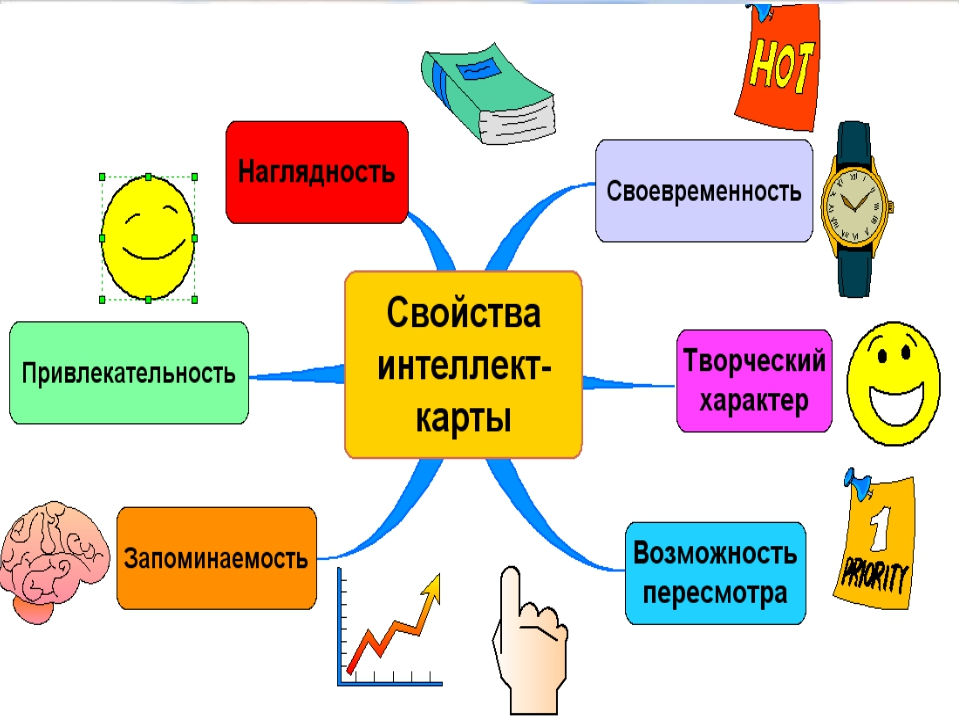 HOT
Наглядность
Своевременность
Свойства
интеллект-
карты
Привлекательность
Творческий
характер
Запоминаемость
Возможность
пересмотра
1
PRIORITY